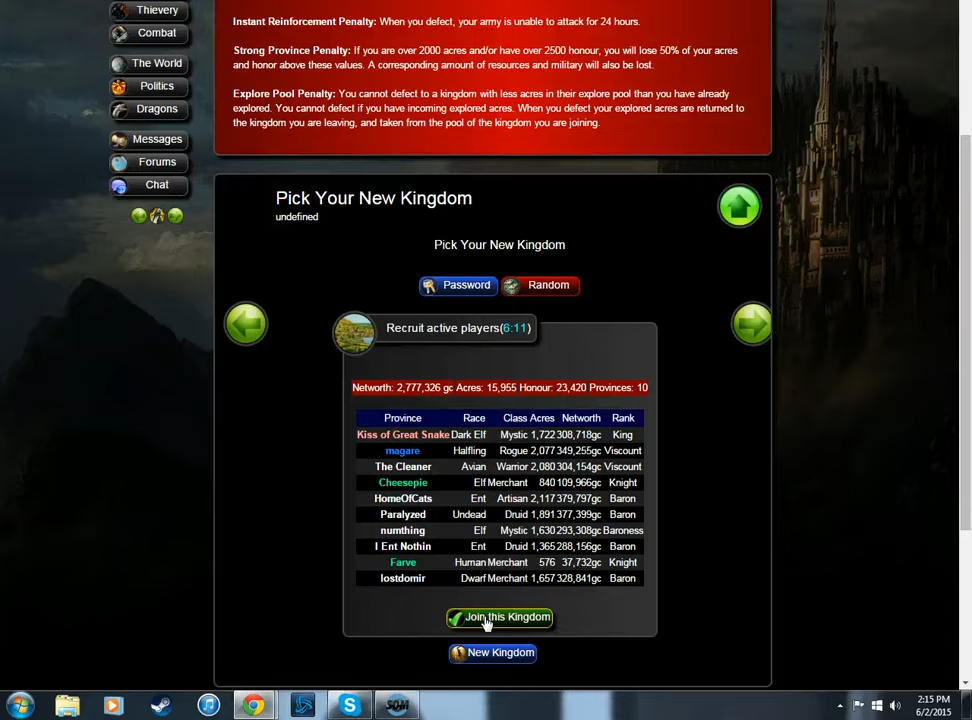 Thievery
Combat
The World
Politics
Dragons
Messages
Forums
Chat
Instant Reinforcement Penalty: When you defect, your army is unable to attack for 24 hours.
Strong Province Penalty: If you are over 2000 acres and/or have over 2500 honour, you will lose 50% of your acres
and honor above these values. A corresponding amount of resources and military will also be lost.
Explore Pool Penalty: You cannot defect to a kingdom with less acres in their explore pool than you have already
explored. You cannot defect if you have incoming explored acres. When you defect your explored acres are returned to
the kingdom you are leaving, and taken from the pool of the kingdom you are joining.
Pick Your New Kingdom
undefined
Pick Your New Kingdom
Password Random
Recruit active players(6:11)
Networth: 2,777,326 gc Acres: 15,955 Honour: 23,420 Provinces: 10
Province Race Class Acres Networth Rank
Kiss of Great Snake Dark Elf Mystic 1,722 308,718gc King
magare Halfling Rogue 2,077 349,255gc Viscount
The Cleaner Avian Warrior 2,080 304,154gc Viscount
Cheesepie Elf Merchant 840 109,966gc Knight
HomeOfCats Ent Artisan 2,117 379,797gc Baron
Paralyzed Undead Druid 1,891 377,399gc Baron
numthing Elf Mystic 1,630 293,308gc Baroness
I Ent Nothin Ent Druid 1,365 288,156gc Baron
Farve Human Merchant 576 37,732gc Knight
lostdomir Dwarf Merchant 1,657 328,841gc Baron
Join this Kingdom
New Kingdom
SQM
2:15 PM
6/2/2015